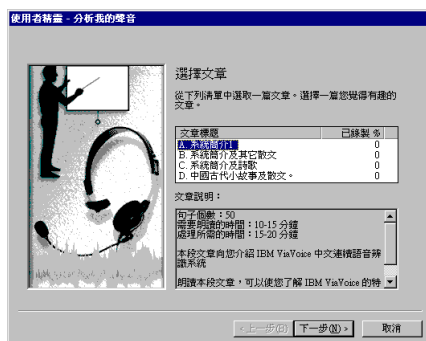 使用者精靈 - 分析我的聲音
選擇文章
從下列清單中選取一篇文章。選擇一篇您覺得有趣的
文章。
文章標題 已錄製 %
A. 系統簡介1 0
B. 系統簡介及其它散文 0
C. 系統簡介及詩歌 0
D. 中國古代小故事及散文。 0
文章說明：
句子個數：50
需要朗讀的時間：10-15 分鐘
處理所需的時間：15-20 分鐘
本段文章向您介紹 IBM ViaVoice 中文連續語音辨
識系統
朗讀本段文章，可以使您了解 IBM ViaVoice 的特
< 上一步(B) 下一步(N) > 取消